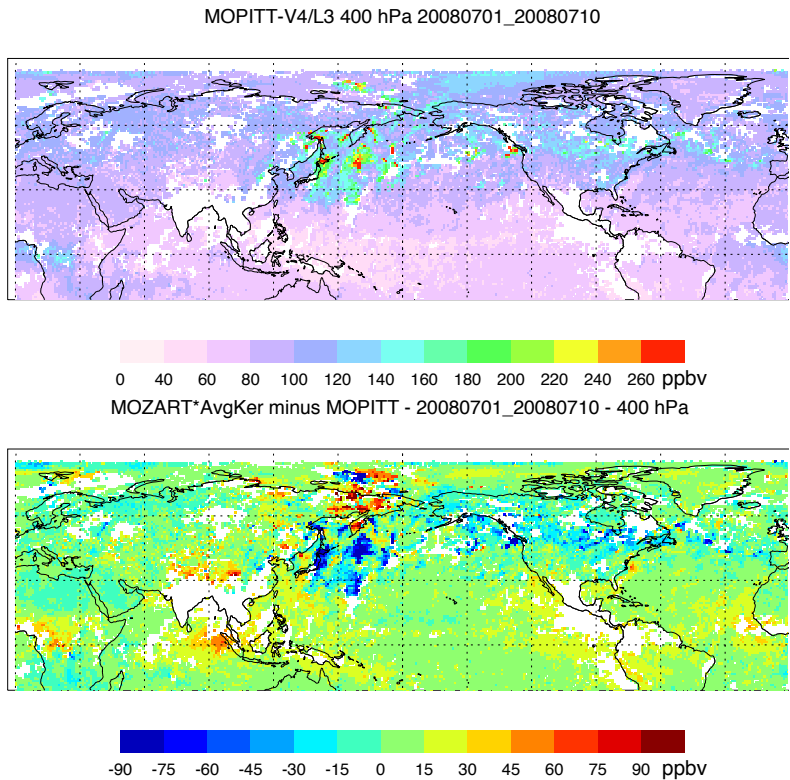 MOPITT-V4/L3 400 hPa 20080701_20080710
0 40 60 80 100 120 140 160 180 200 220 240 260 ppbv
MOZART*AvgKer minus MOPITT - 20080701_20080710 - 400 hPa
-90 -75 -60 -45 -30 -15 0 15 30 45 60 75 90 ppbv